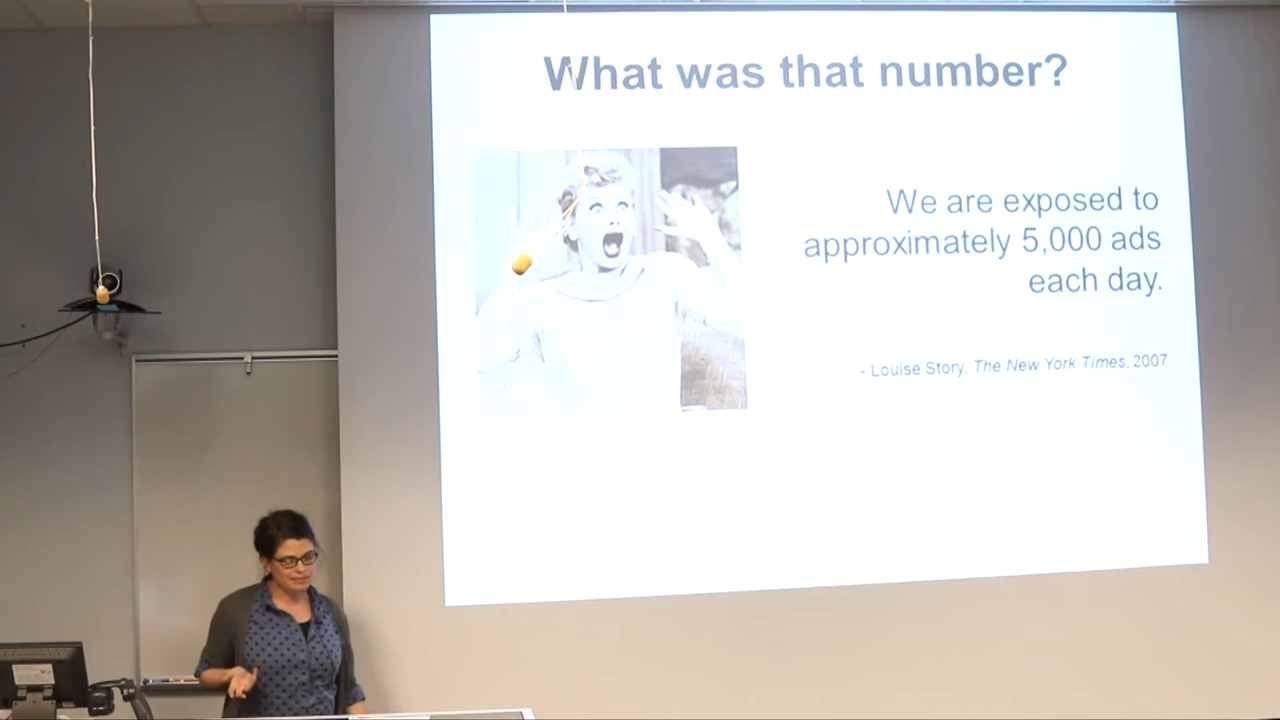 What was that number?
We are exposed to
approximately 5,000 ads
each day.
- Louise Story, The New York Times, 2007